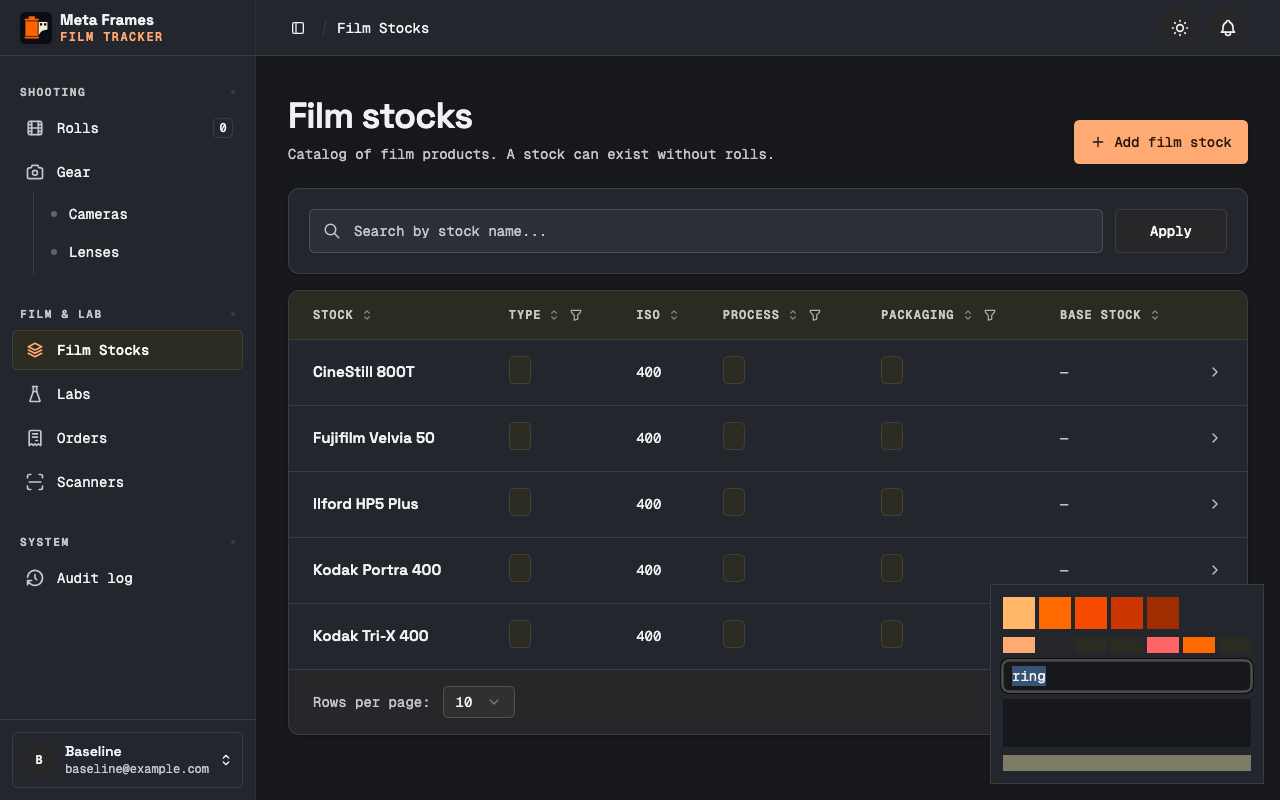 Meta Frames
FILM TRACKER
Film Stocks
SHOOTING
Rolls 0
Gear
Cameras
Lenses
FILM & LAB
Film Stocks
Labs
Orders
Scanners
SYSTEM
Audit log
B
Baseline
baseline@example.com
Film stocks
Catalog of film products. A stock can exist without rolls.
+ Add film stock
Search by stock name...
Apply
STOCK TYPE ISO PROCESS PACKAGING BASE STOCK
CineStill 800T 400 —
Fujifilm Velvia 50 400 —
Ilford HP5 Plus 400 —
Kodak Portra 400 400 —
Kodak Tri-X 400 400
Rows per page: 10
ring